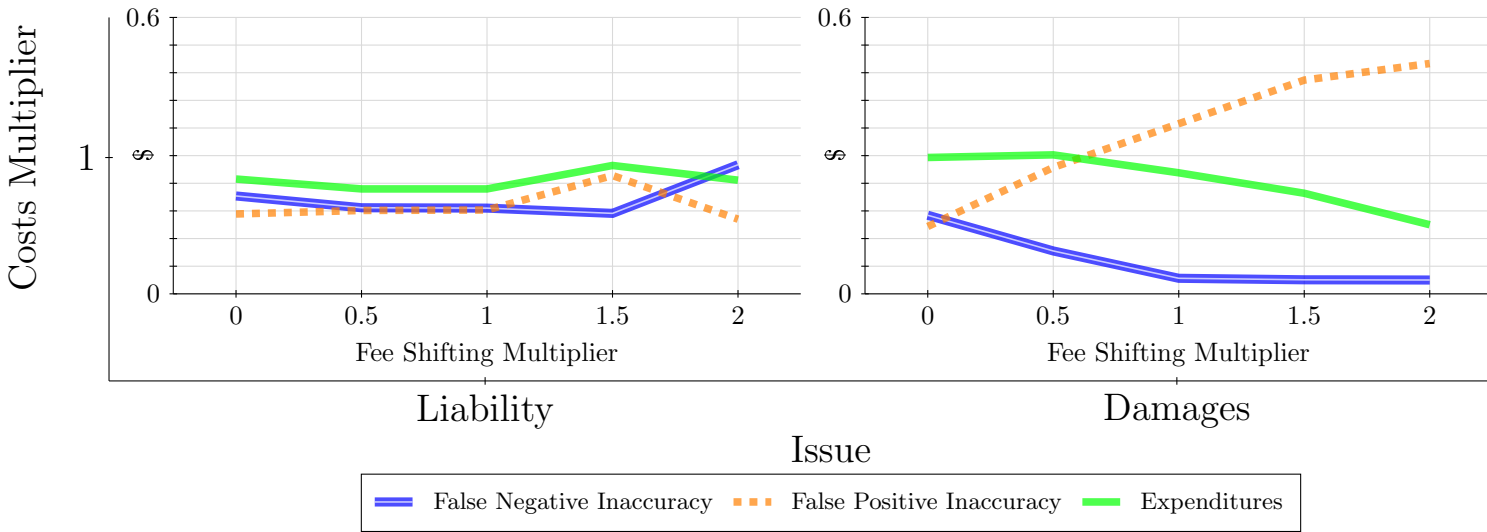 Costs Multiplier
1
0.6
$
0
0 0.5 1 1.5 2
Fee Shifting Multiplier
0.6
$
0
0 0.5 1 1.5 2
Fee Shifting Multiplier
Liability Damages
Issue
False Negative Inaccuracy False Positive Inaccuracy Expenditures